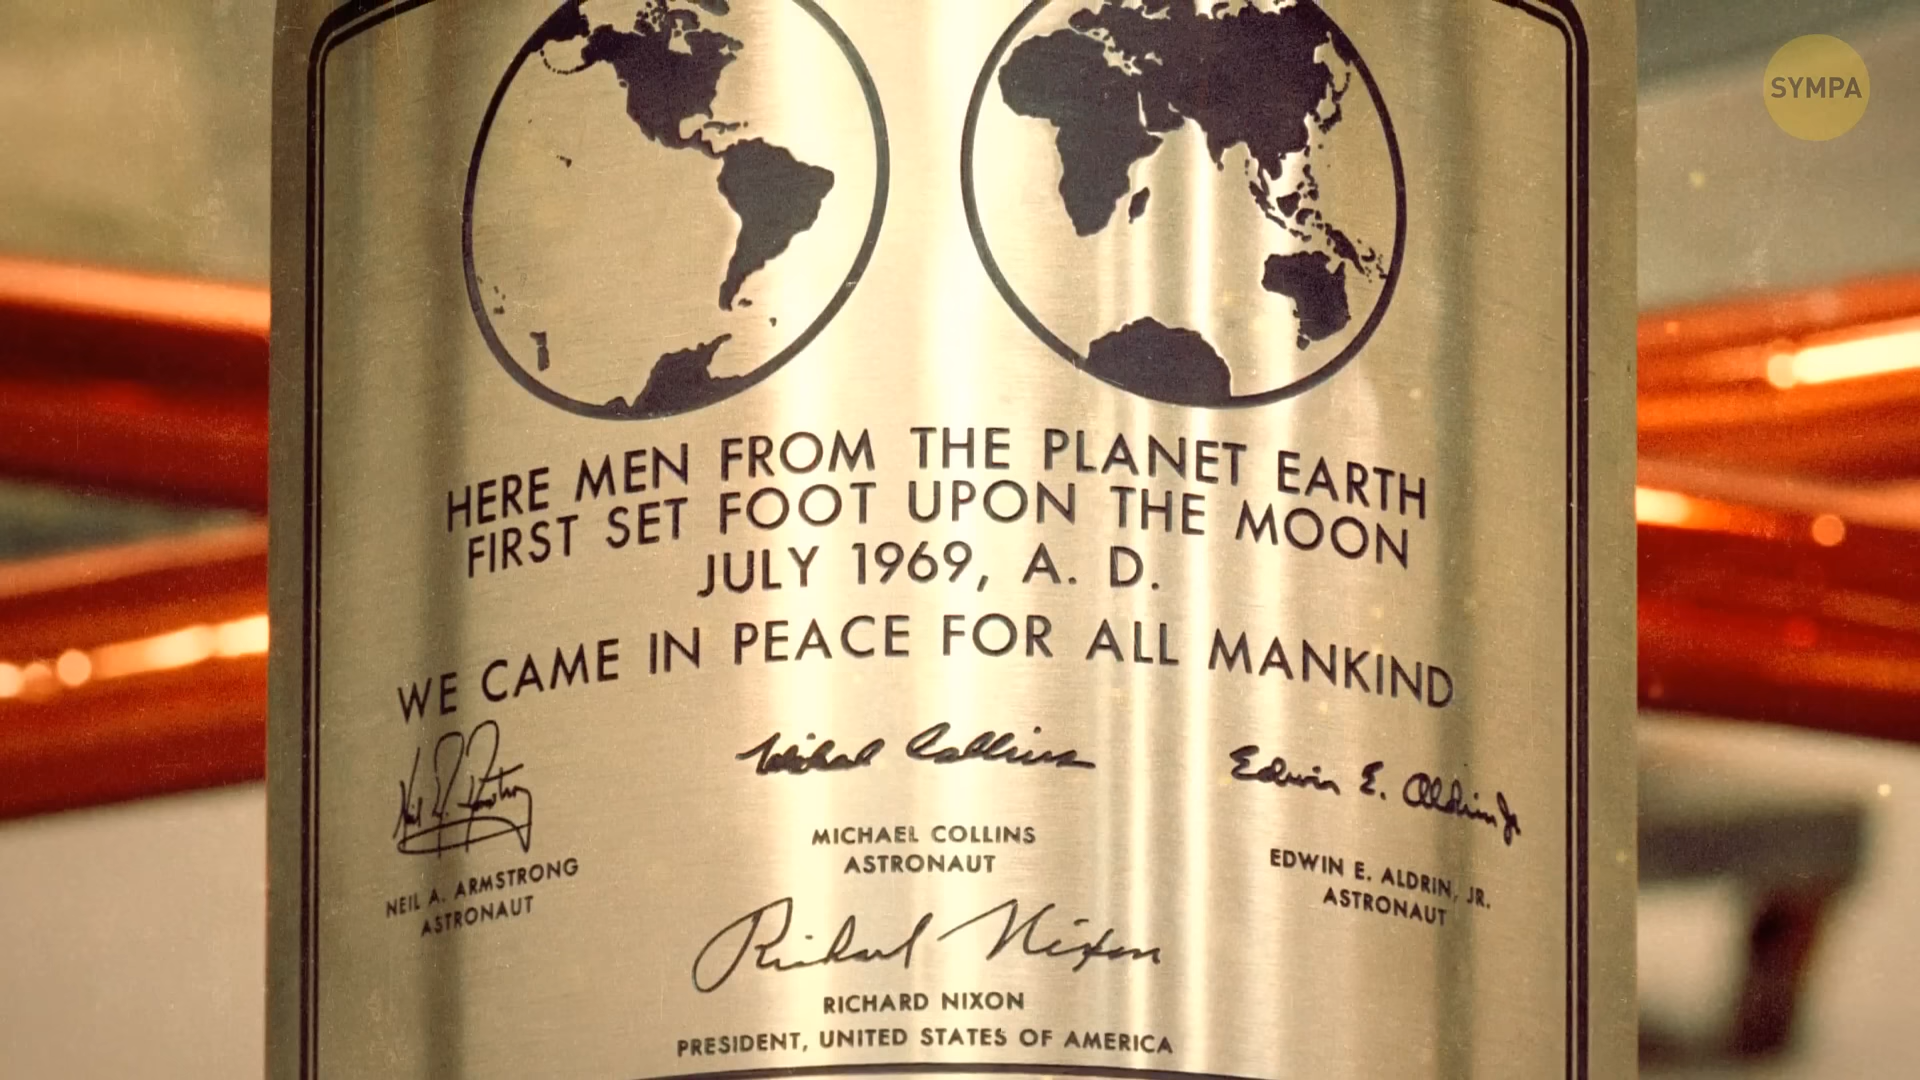 SYMPA
HERE MEN FROM THE PLANET EARTH
FIRST SET FOOT UPON THE MOON
JULY 1969, A. D.
WE CAME IN PEACE FOR ALL MANKIND
Neil A. Armstrong
Michael Collins
Edwin E. Aldrin Jr
NEIL A. ARMSTRONG
ASTRONAUT
MICHAEL COLLINS
ASTRONAUT
EDWIN E. ALDRIN, JR.
ASTRONAUT
Richard Nixon
RICHARD NIXON
PRESIDENT, UNITED STATES OF AMERICA